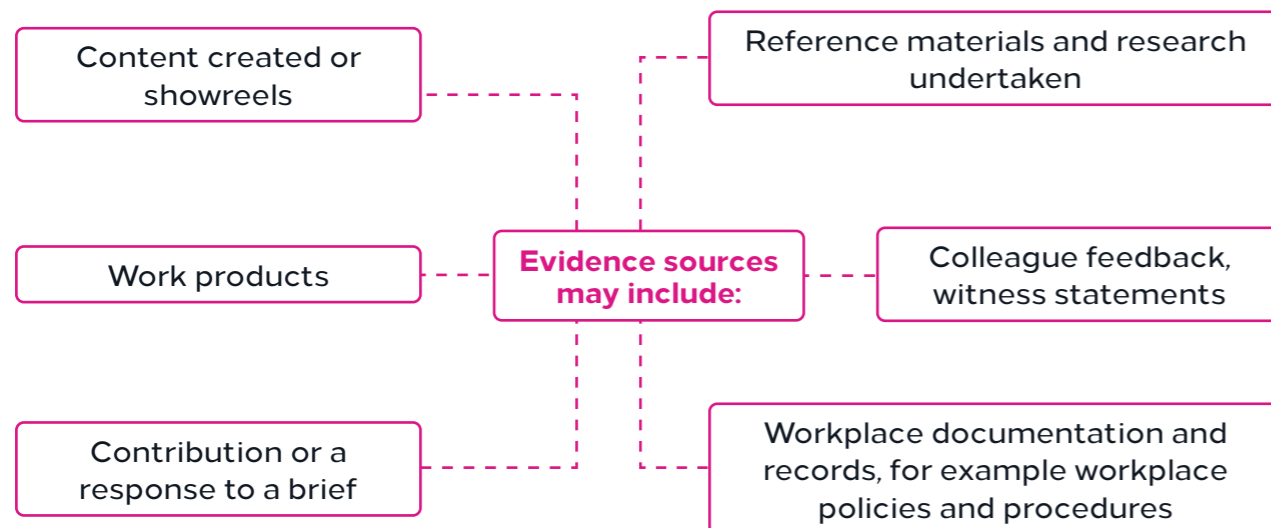 Content created or
showreels
Reference materials and research
undertaken
Work products
Evidence sources
may include:
Colleague feedback,
witness statements
Contribution or a
response to a brief
Workplace documentation and
records, for example workplace
policies and procedures